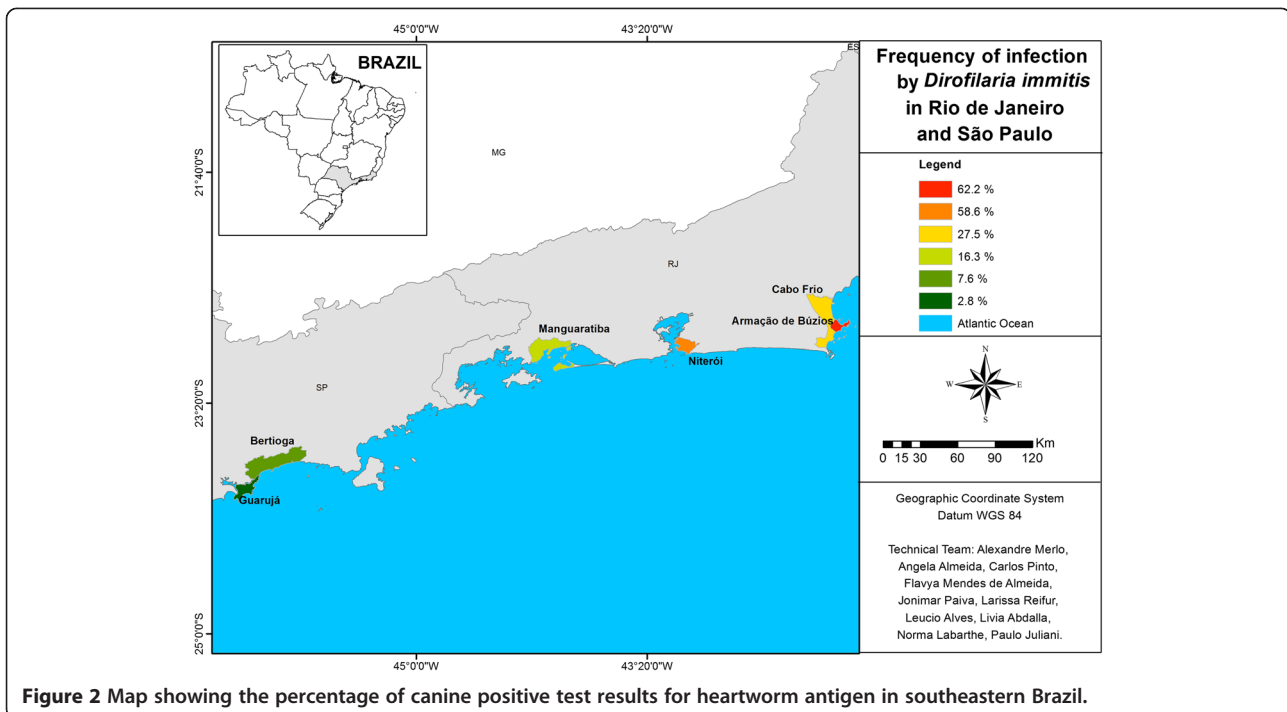 45°0'0"W
43°20'0"W
BRAZIL
ES
MG
21°40'0"S
RJ
Cabo Frio
Armação de Búzios
Manguaratiba
Niterói
SP
23°20'0"S
Bertioga
Guarujá
25°0'0"S
45°0'0"W
43°20'0"W
Frequency of infection
by Dirofilaria immitis
in Rio de Janeiro
and São Paulo
Legend
62.2 %
58.6 %
27.5 %
16.3 %
7.6 %
2.8 %
Atlantic Ocean
N
W
E
S
Km
0 15 30 60 90 120
Geographic Coordinate System
Datum WGS 84
Technical Team: Alexandre Merlo,
Angela Almeida, Carlos Pinto,
Flavya Mendes de Almeida,
Jonimar Paiva, Larissa Reifur,
Leucio Alves, Livia Abdalla,
Norma Labarthe, Paulo Juliani.
Figure 2 Map showing the percentage of canine positive test results for heartworm antigen in southeastern Brazil.